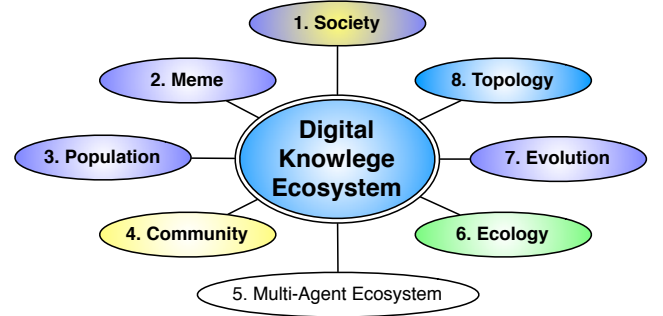 1. Society
2. Meme
8. Topology
Digital
Knowlege
Ecosystem
3. Population
7. Evolution
4. Community
6. Ecology
5. Multi-Agent Ecosystem